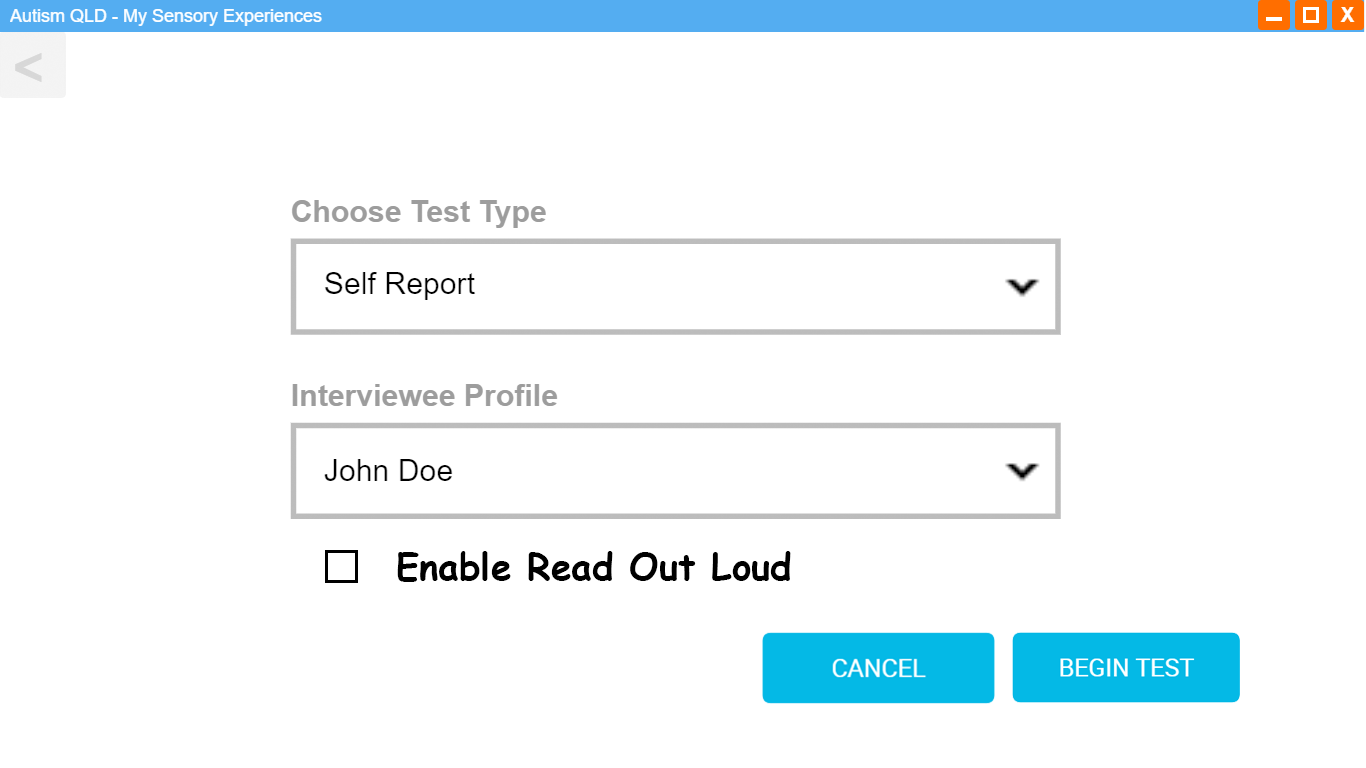 Autism QLD - My Sensory Experiences
X
<
Choose Test Type
Self Report
Interviewee Profile
John Doe
Enable Read Out Loud
CANCEL
BEGIN TEST